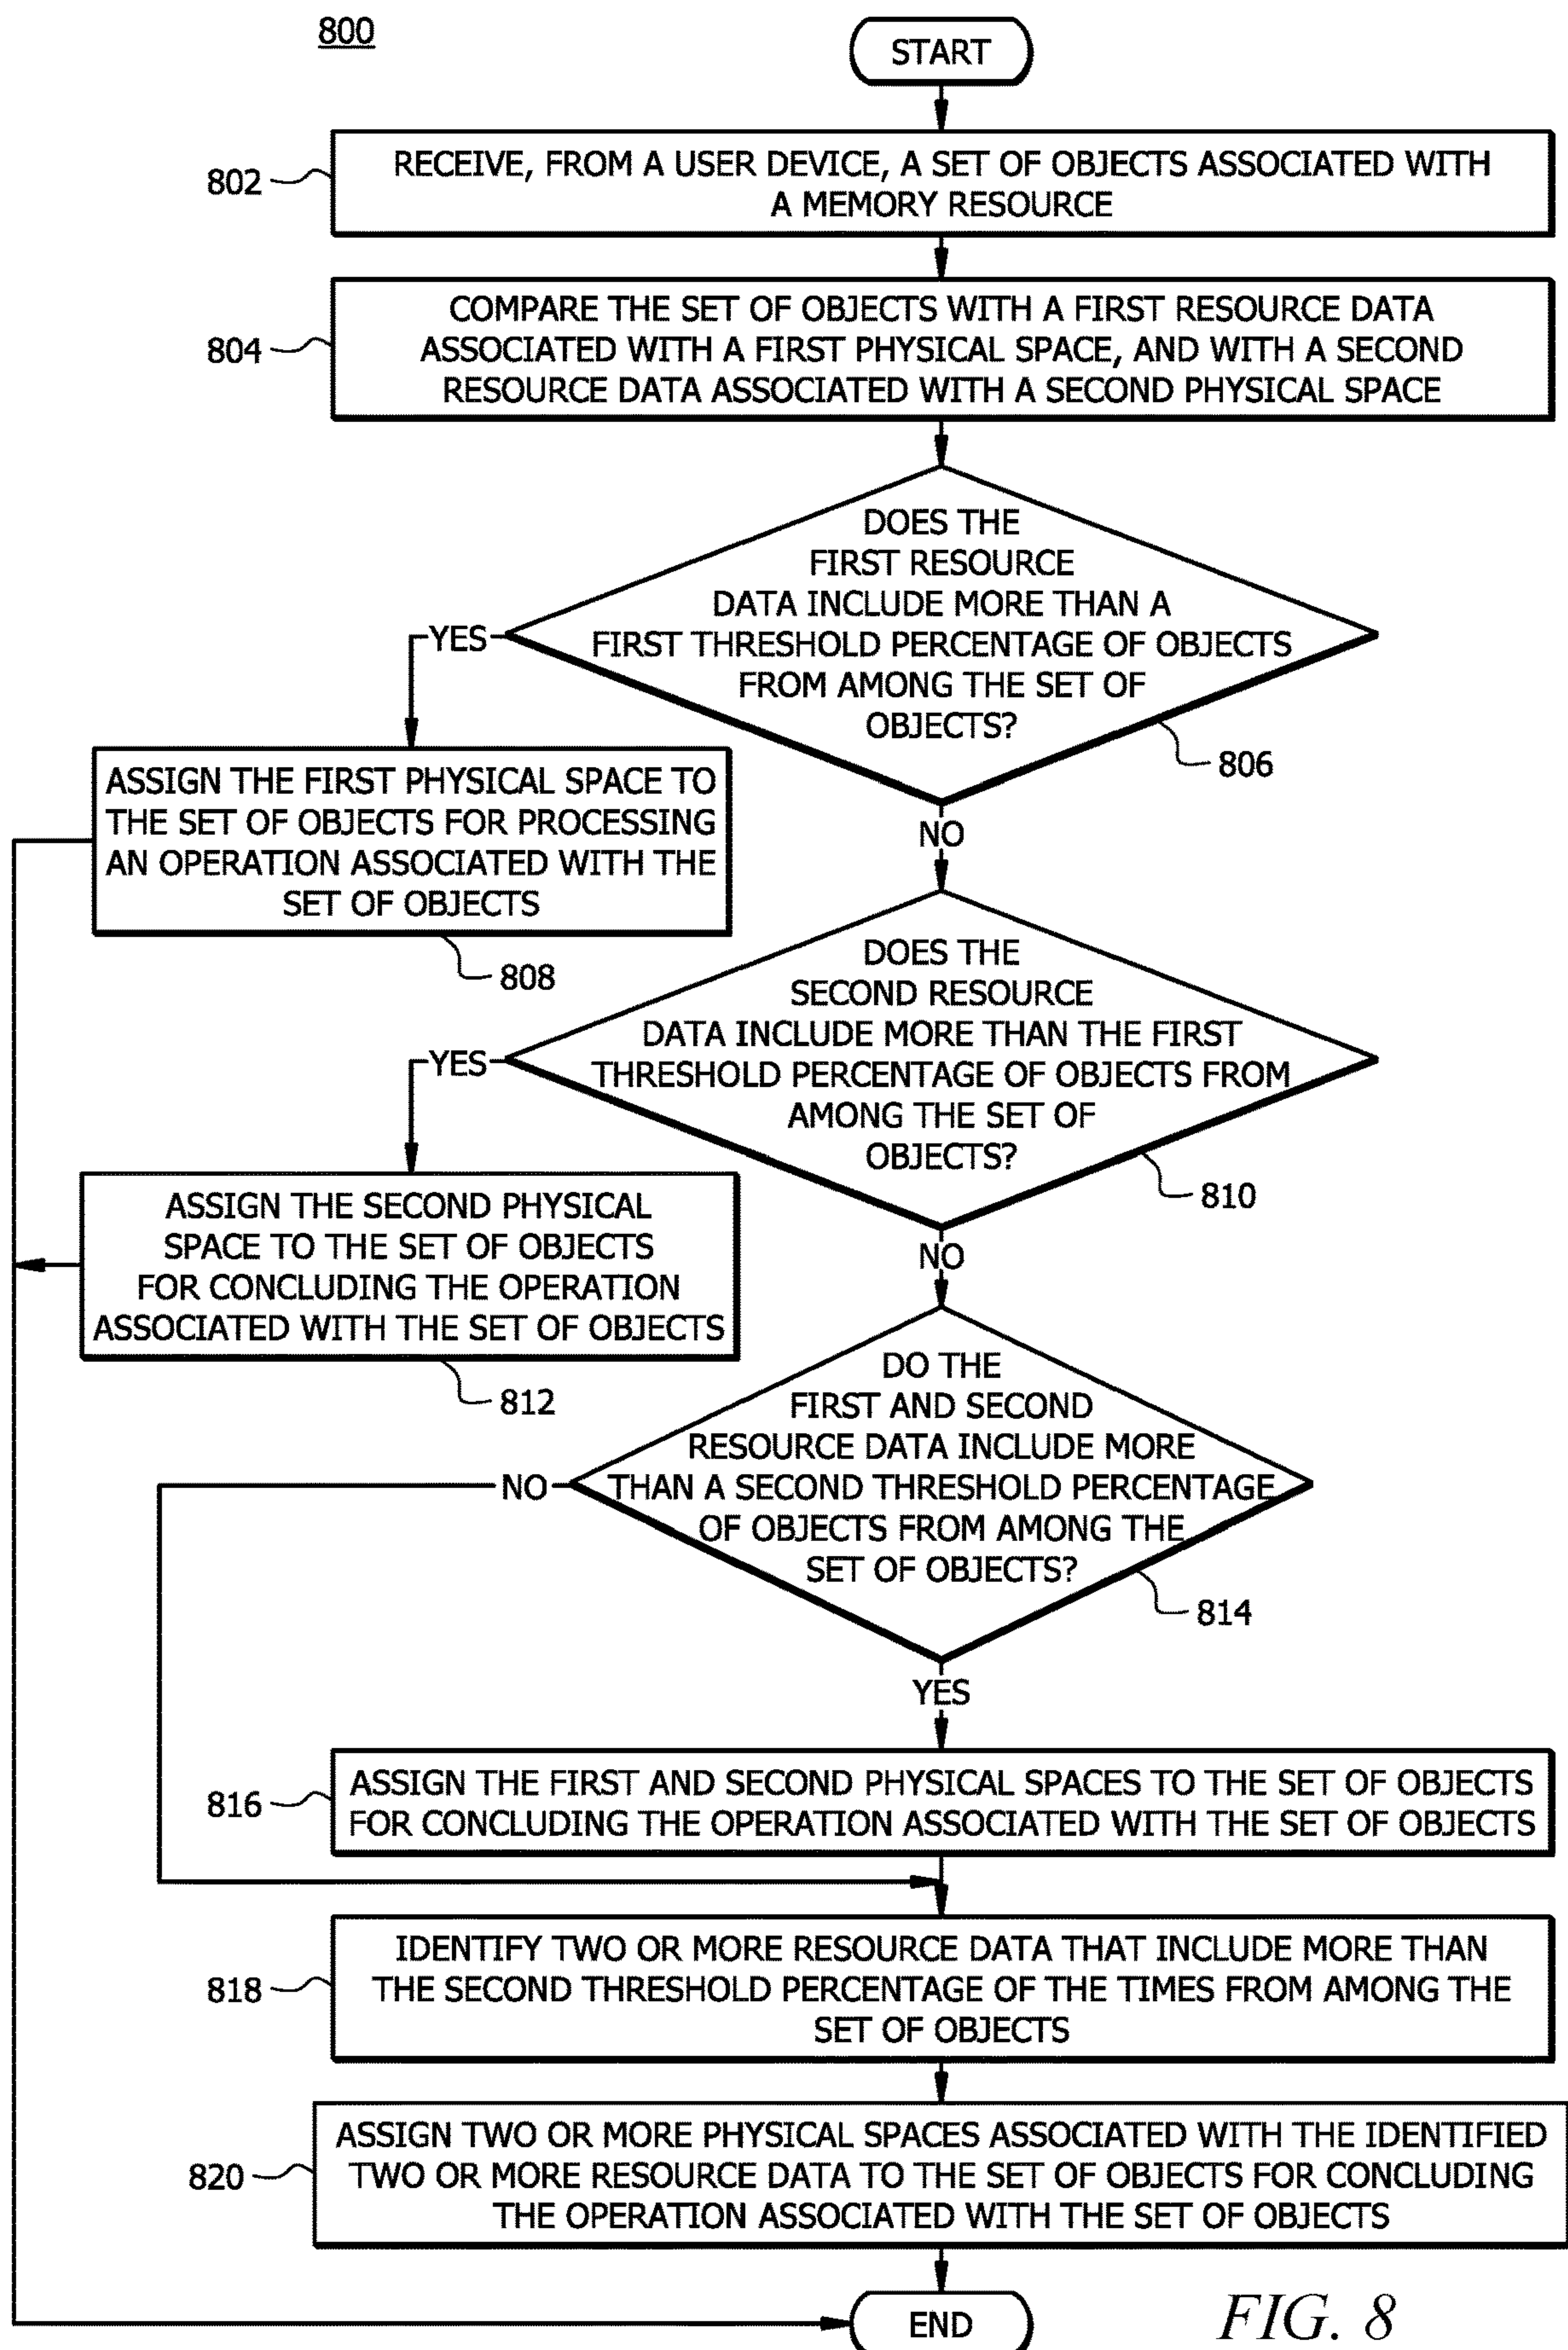 800
START
802
RECEIVE, FROM A USER DEVICE, A SET OF OBJECTS ASSOCIATED WITH
A MEMORY RESOURCE
804
COMPARE THE SET OF OBJECTS WITH A FIRST RESOURCE DATA
ASSOCIATED WITH A FIRST PHYSICAL SPACE, AND WITH A SECOND
RESOURCE DATA ASSOCIATED WITH A SECOND PHYSICAL SPACE
DOES THE
FIRST RESOURCE
DATA INCLUDE MORE THAN A
FIRST THRESHOLD PERCENTAGE OF OBJECTS
FROM AMONG THE SET OF
OBJECTS?
806
YES
NO
ASSIGN THE FIRST PHYSICAL SPACE TO
THE SET OF OBJECTS FOR PROCESSING
AN OPERATION ASSOCIATED WITH THE
SET OF OBJECTS
808
DOES THE
SECOND RESOURCE
DATA INCLUDE MORE THAN THE FIRST
THRESHOLD PERCENTAGE OF OBJECTS FROM
AMONG THE SET OF
OBJECTS?
810
YES
NO
ASSIGN THE SECOND PHYSICAL
SPACE TO THE SET OF OBJECTS
FOR CONCLUDING THE OPERATION
ASSOCIATED WITH THE SET OF OBJECTS
812
DO THE
FIRST AND SECOND
RESOURCE DATA INCLUDE MORE
THAN A SECOND THRESHOLD PERCENTAGE
OF OBJECTS FROM AMONG THE
SET OF OBJECTS?
814
NO
YES
816
ASSIGN THE FIRST AND SECOND PHYSICAL SPACES TO THE SET OF OBJECTS
FOR CONCLUDING THE OPERATION ASSOCIATED WITH THE SET OF OBJECTS
818
IDENTIFY TWO OR MORE RESOURCE DATA THAT INCLUDE MORE THAN
THE SECOND THRESHOLD PERCENTAGE OF THE TIMES FROM AMONG THE
SET OF OBJECTS
820
ASSIGN TWO OR MORE PHYSICAL SPACES ASSOCIATED WITH THE IDENTIFIED
TWO OR MORE RESOURCE DATA TO THE SET OF OBJECTS FOR CONCLUDING
THE OPERATION ASSOCIATED WITH THE SET OF OBJECTS
END
FIG. 8